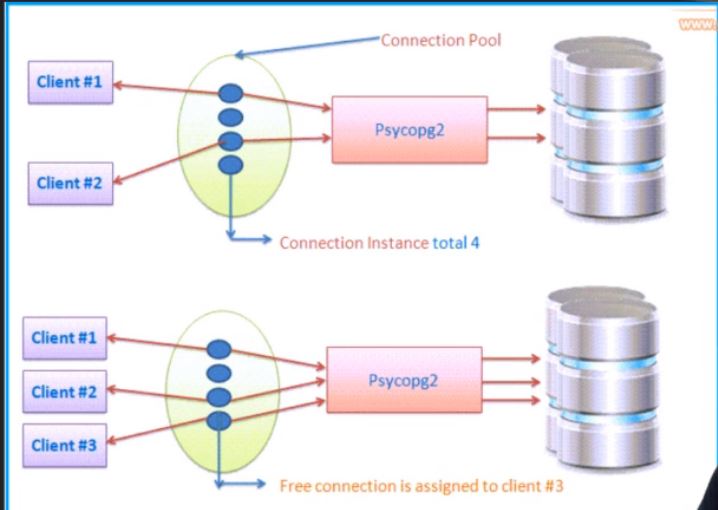 www.
Connection Pool
Client #1
Psycopg2
Client #2
Connection Instance total 4
Client #1
Client #2
Psycopg2
Client #3
Free connection is assigned to client #3